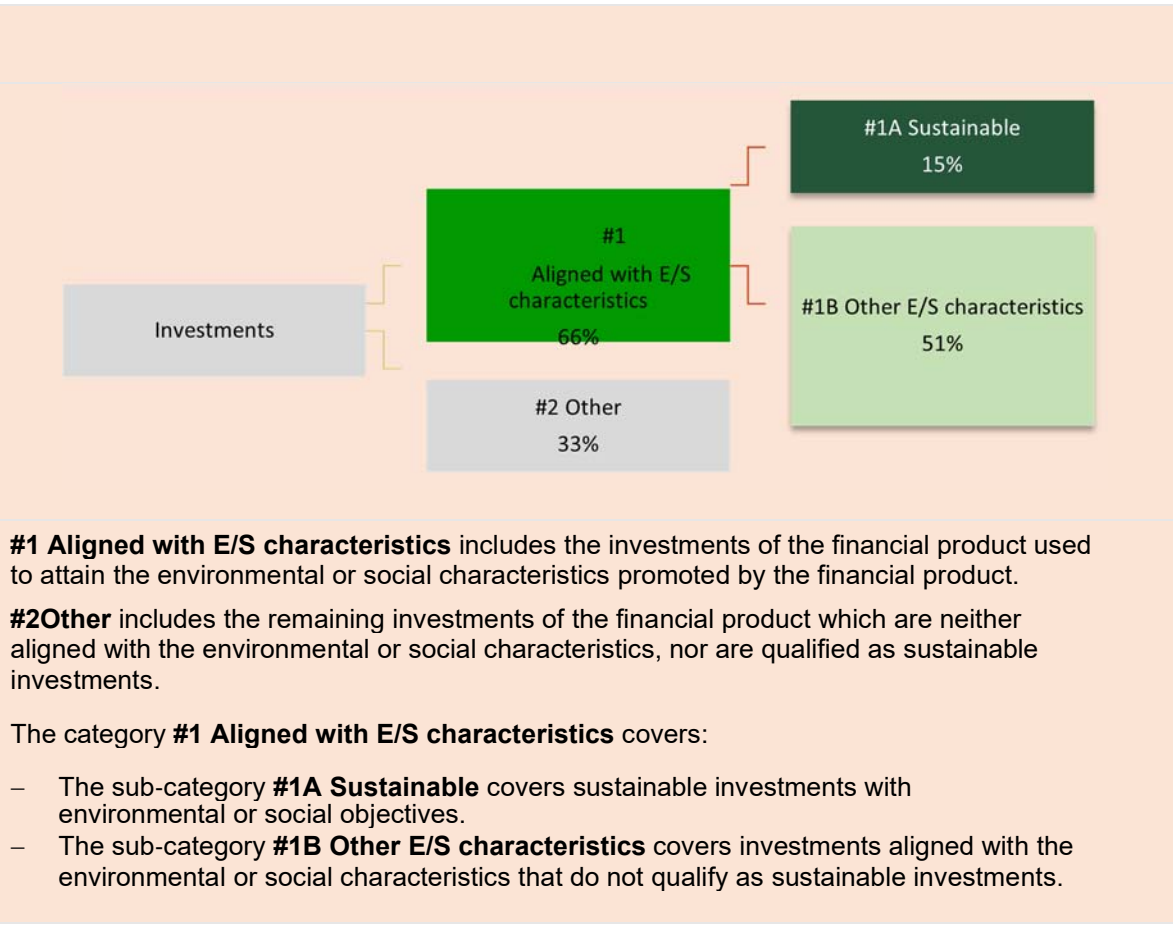 #1A Sustainable
15%
#1
Aligned with E/S
characteristics
66%
Investments
#1B Other E/S characteristics
51%
#2 Other
33%
#1 Aligned with E/S characteristics includes the investments of the financial product used
to attain the environmental or social characteristics promoted by the financial product.
#2Other includes the remaining investments of the financial product which are neither
aligned with the environmental or social characteristics, nor are qualified as sustainable
investments.
The category #1 Aligned with E/S characteristics covers:
– The sub-category #1A Sustainable covers sustainable investments with
environmental or social objectives.
– The sub-category #1B Other E/S characteristics covers investments aligned with the
environmental or social characteristics that do not qualify as sustainable investments.